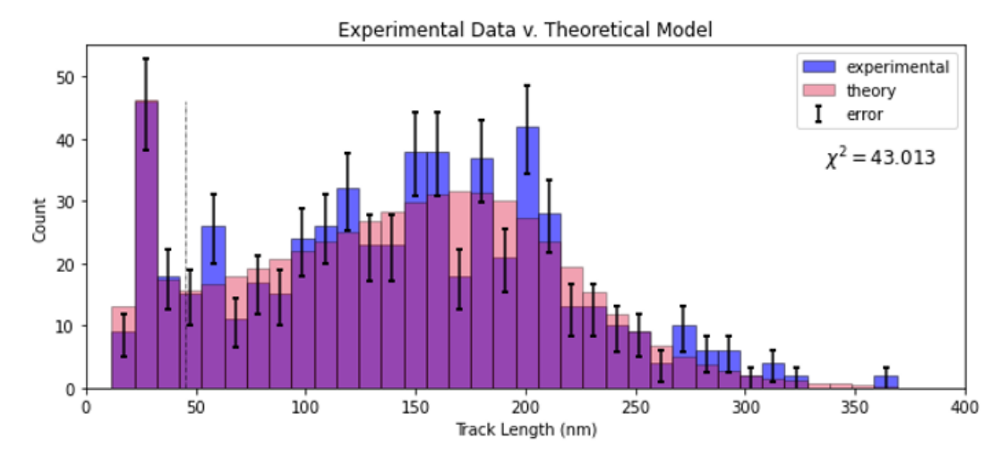 Experimental Data v. Theoretical Model
experimental
theory
error
χ² = 43.013
Count
50
40
30
20
10
0
0 50 100 150 200 250 300 350 400
Track Length (nm)